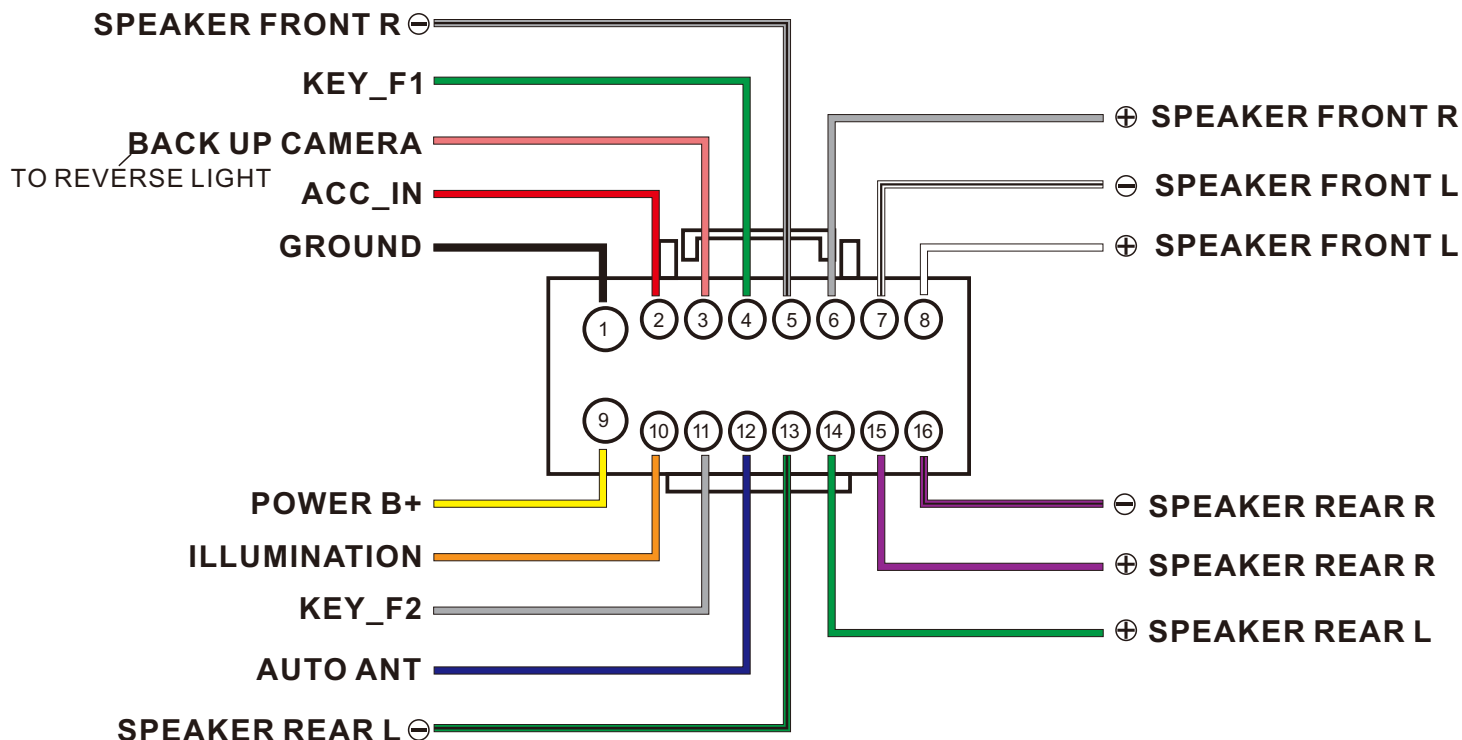 SPEAKER FRONT R ⊖
KEY_F1
BACK UP CAMERA
TO REVERSE LIGHT
ACC_IN
GROUND
⊕ SPEAKER FRONT R
⊖ SPEAKER FRONT L
⊕ SPEAKER FRONT L
1 2 3 4 5 6 7 8
9 10 11 12 13 14 15 16
POWER B+
ILLUMINATION
KEY_F2
AUTO ANT
SPEAKER REAR L ⊖
⊖ SPEAKER REAR R
⊕ SPEAKER REAR R
⊕ SPEAKER REAR L